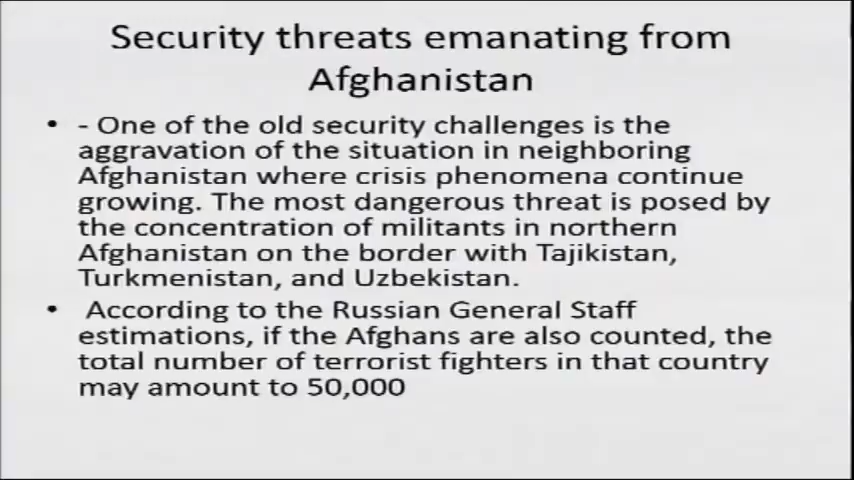 Security threats emanating from
Afghanistan
• - One of the old security challenges is the
aggravation of the situation in neighboring
Afghanistan where crisis phenomena continue
growing. The most dangerous threat is posed by
the concentration of militants in northern
Afghanistan on the border with Tajikistan,
Turkmenistan, and Uzbekistan.
• According to the Russian General Staff
estimations, if the Afghans are also counted, the
total number of terrorist fighters in that country
may amount to 50,000